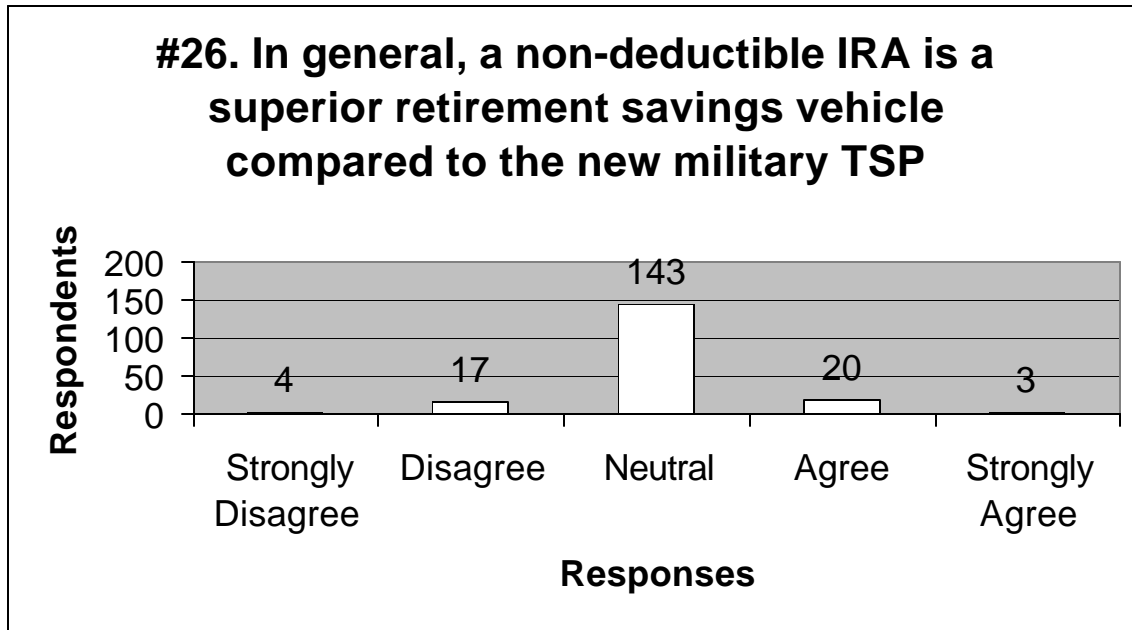 #26. In general, a non-deductible IRA is a
superior retirement savings vehicle
compared to the new military TSP
Respondents
200
150
100
50
0
4
17
143
20
3
Strongly
Disagree
Disagree
Neutral
Agree
Strongly
Agree
Responses